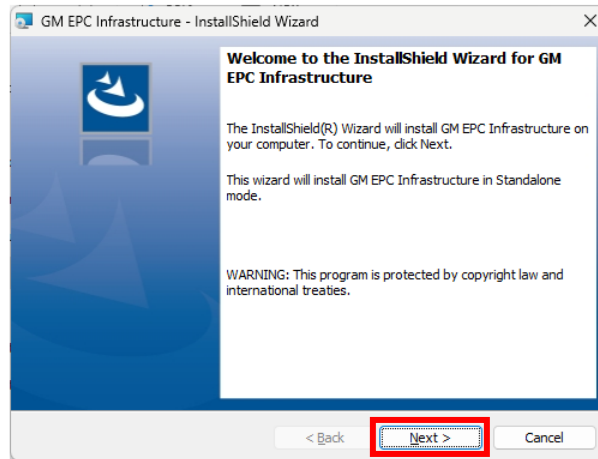 GM EPC Infrastructure - InstallShield Wizard
Welcome to the InstallShield Wizard for GM
EPC Infrastructure
The InstallShield(R) Wizard will install GM EPC Infrastructure on
your computer. To continue, click Next.
This wizard will install GM EPC Infrastructure in Standalone
mode.
WARNING: This program is protected by copyright law and
international treaties.
< Back Next > Cancel